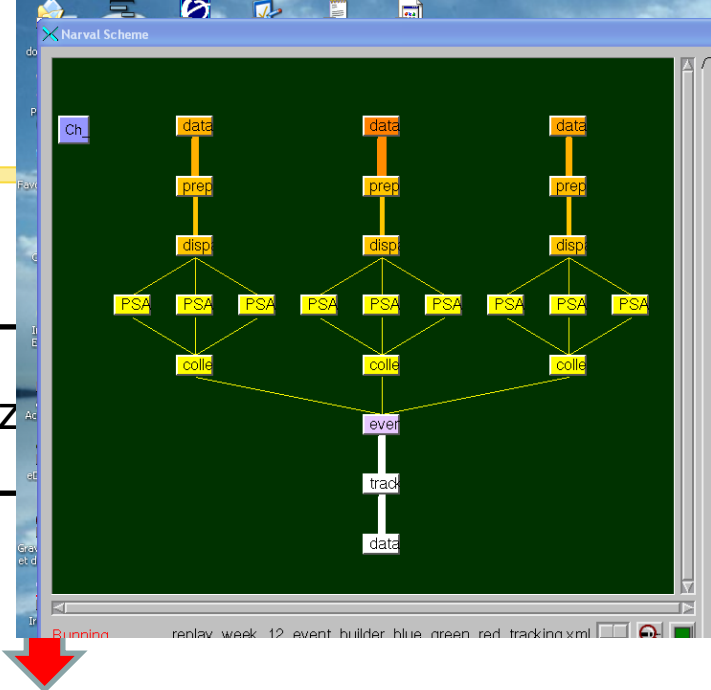 Narval Scheme
Ch_
data data data
prep prep prep
disp disp disp
PSA PSA PSA PSA PSA PSA PSA PSA PSA
colle colle colle
ever
track
data
Running replay_week_12_event_builder_blue_green_red_tracking.xml